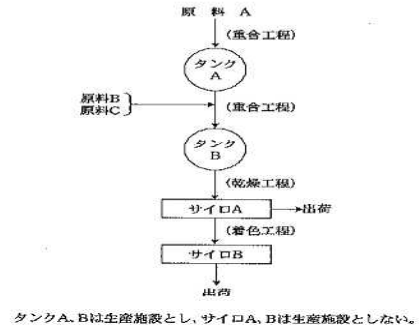 原料A
(重合工程)
タンク
A
原料B
原料C
(重合工程)
タンク
B
(乾燥工程)
サイロA
出荷
(着色工程)
サイロB
出荷
タンクA、Bは生産施設とし、サイロA、Bは生産施設としない。